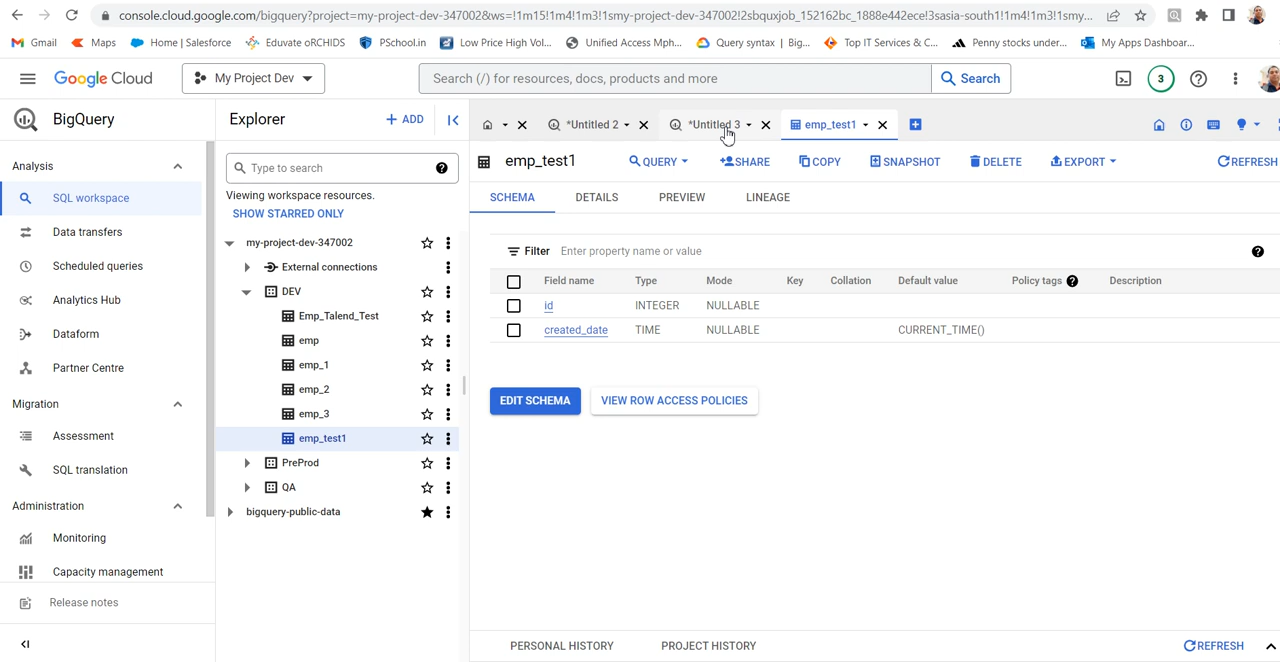 console.cloud.google.com/bigquery?project=my-project-dev-347002&ws=!1m15!1m4!1m3!1smy-project-dev-347002!2sbquxjob_152162bc_1888e442ece!3sasia-south1!1m4!1m3!1smy...
Gmail Maps Home | Salesforce Eduvate oRCHIDS PSchool.in Low Price High Vol... Unified Access Mph... Query syntax | Big... Top IT Services & C... Penny stocks under... My Apps Dashboar...
Google Cloud My Project Dev Search (/) for resources, docs, products and more Search 3
BigQuery
Explorer + ADD
*Untitled 2 *Untitled 3 emp_test1
emp_test1 QUERY SHARE COPY SNAPSHOT DELETE EXPORT REFRESH
SCHEMA DETAILS PREVIEW LINEAGE
Analysis
SQL workspace
Data transfers
Scheduled queries
Analytics Hub
Dataform
Partner Centre
Migration
Assessment
SQL translation
Administration
Monitoring
Capacity management
Release notes
Type to search
Viewing workspace resources.
SHOW STARRED ONLY
my-project-dev-347002
External connections
DEV
Emp_Talend_Test
emp
emp_1
emp_2
emp_3
emp_test1
PreProd
QA
bigquery-public-data
Filter Enter property name or value
Field name Type Mode Key Collation Default value Policy tags Description
id INTEGER NULLABLE
created_date TIME NULLABLE CURRENT_TIME()
EDIT SCHEMA VIEW ROW ACCESS POLICIES
PERSONAL HISTORY PROJECT HISTORY REFRESH